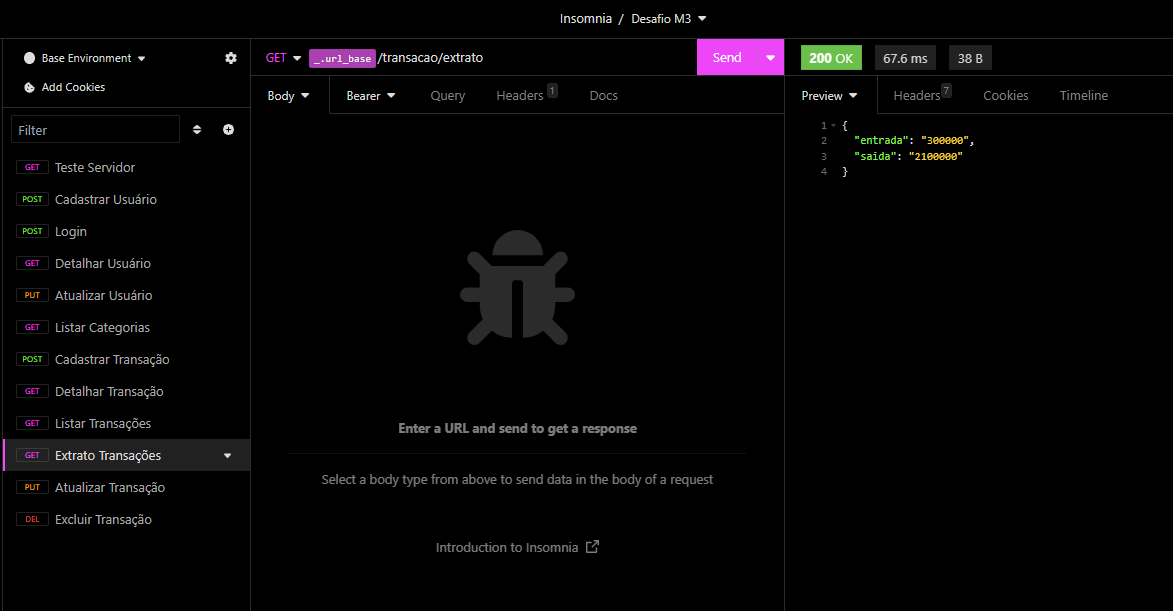 Insomnia / Desafio M3
Base Environment
Add Cookies
Filter
GET Teste Servidor
POST Cadastrar Usuário
POST Login
GET Detalhar Usuário
PUT Atualizar Usuário
GET Listar Categorias
POST Cadastrar Transação
GET Detalhar Transação
GET Listar Transações
GET Extrato Transações
PUT Atualizar Transação
DEL Excluir Transação
GET _.url_base /transacao/extrato Send
Body Bearer Query Headers 1 Docs
Enter a URL and send to get a response
Select a body type from above to send data in the body of a request
Introduction to Insomnia
200 OK 67.6 ms 38 B
Preview Headers 7 Cookies Timeline
1 {
2 "entrada": "300000",
3 "saida": "2100000"
4 }